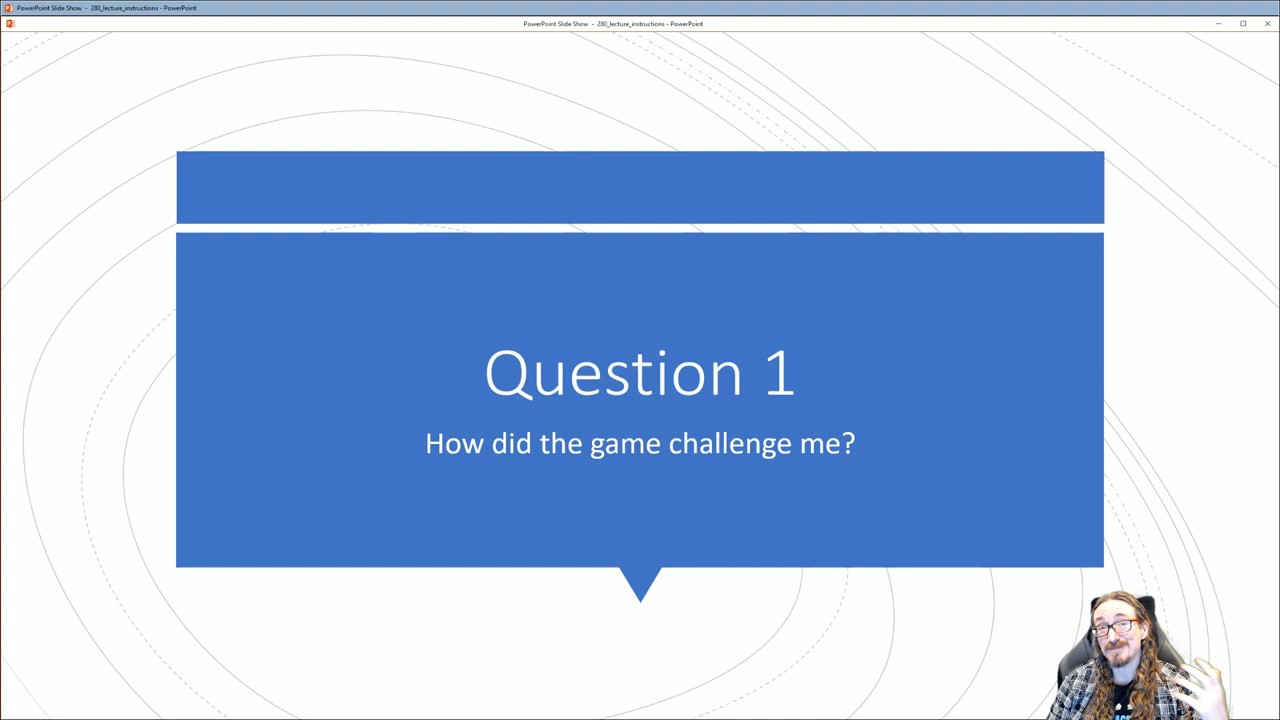 PowerPoint Slide Show - 280_lecture_instructions - PowerPoint
PowerPoint Slide Show - 280_lecture_instructions - PowerPoint
Question 1
How did the game challenge me?